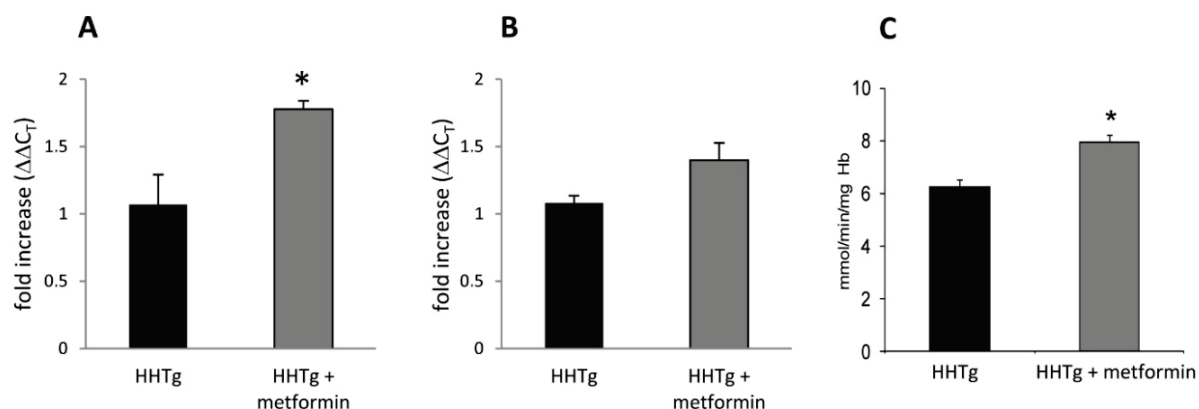 A
fold increase (ΔΔCT)
2
1.5
1
0.5
0
*
HHTg
HHTg +
metformin
B
fold increase (ΔΔCT)
2
1.5
1
0.5
0
HHTg
HHTg +
metformin
C
mmol/min/mg Hb
10
8
6
4
2
0
*
HHTg
HHTg + metformin